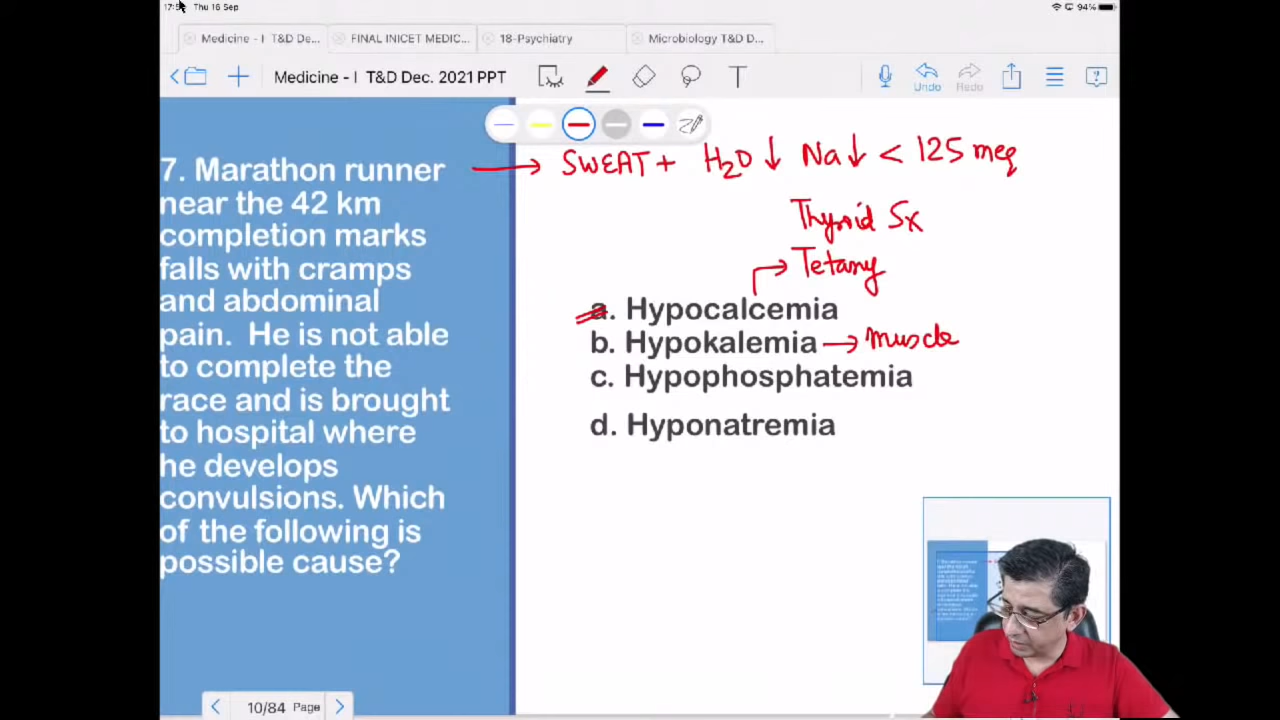 Thu 16 Sep
94%
Medicine - I T&D De...
FINAL INICET MEDIC...
18-Psychiatry
Microbiology T&D D...
Medicine - I T&D Dec. 2021 PPT
T
Undo
Redo
7. Marathon runner
near the 42 km
completion marks
falls with cramps
and abdominal
pain. He is not able
to complete the
race and is brought
to hospital where
he develops
convulsions. Which
of the following is
possible cause?
→ SWEAT + H2O ↓ Na↓ < 125 meq
Thyroid Sx
→ Tetany
a. Hypocalcemia
b. Hypokalemia → muscle
c. Hypophosphatemia
d. Hyponatremia
10/84 Page